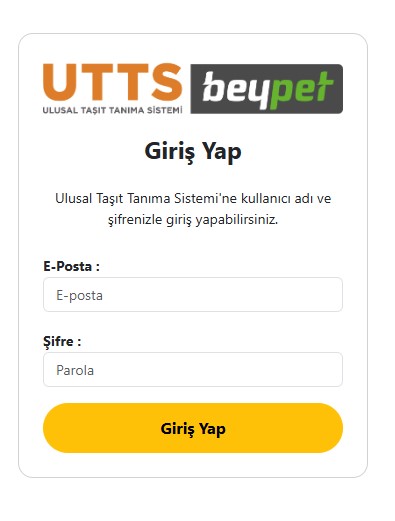 UTTS beypet
ULUSAL TAŞIT TANIMA SİSTEMİ
Giriş Yap
Ulusal Taşıt Tanıma Sistemi'ne kullanıcı adı ve
şifrenizle giriş yapabilirsiniz.
E-Posta :
E-posta
Şifre :
Parola
Giriş Yap